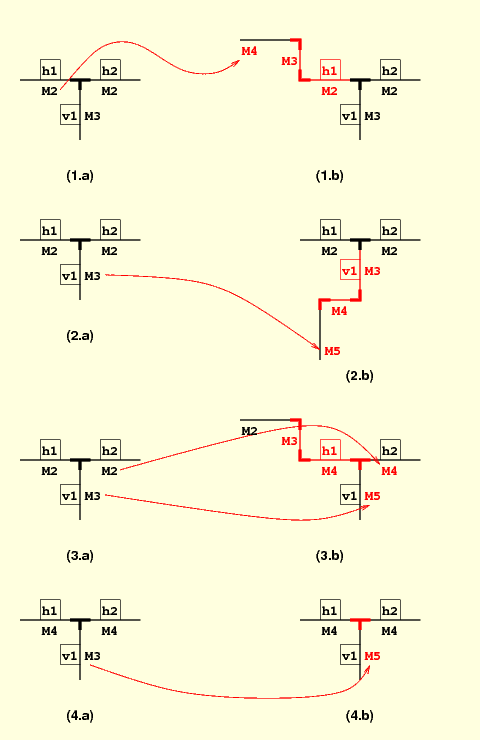 M4
h1 h2 M3 h1 h2
M2 M2 M2 M2
v1 M3 v1 M3
(1.a) (1.b)
h1 h2 h1 h2
M2 M2 M2 M2
v1 M3 v1 M3
M4
(2.a) M5
(2.b)
M2
h1 h2 M3 h1 h2
M2 M2 M4 M4
v1 M3 v1 M5
(3.a) (3.b)
h1 h2 h1 h2
M4 M4 M4 M4
v1 M3 v1 M5
(4.a) (4.b)